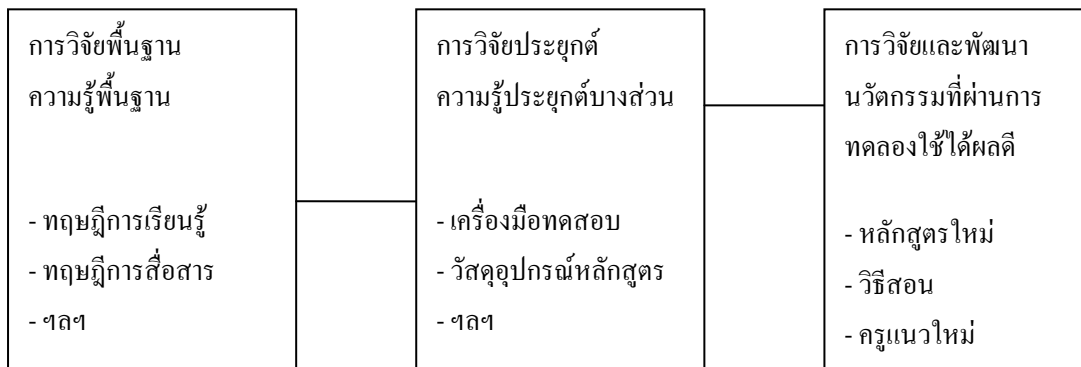 การวิจัยพื้นฐาน
ความรู้พื้นฐาน
- ทฤษฎีการเรียนรู้
- ทฤษฎีการสื่อสาร
- ฯลฯ
การวิจัยประยุกต์
ความรู้ประยุกต์บางส่วน
- เครื่องมือทดสอบ
- วัสดุอุปกรณ์หลักสูตร
- ฯลฯ
การวิจัยและพัฒนา
นวัตกรรมที่ผ่านการ
ทดลองใช้ได้ผลดี
- หลักสูตรใหม่
- วิธีสอน
- ครูแนวใหม่